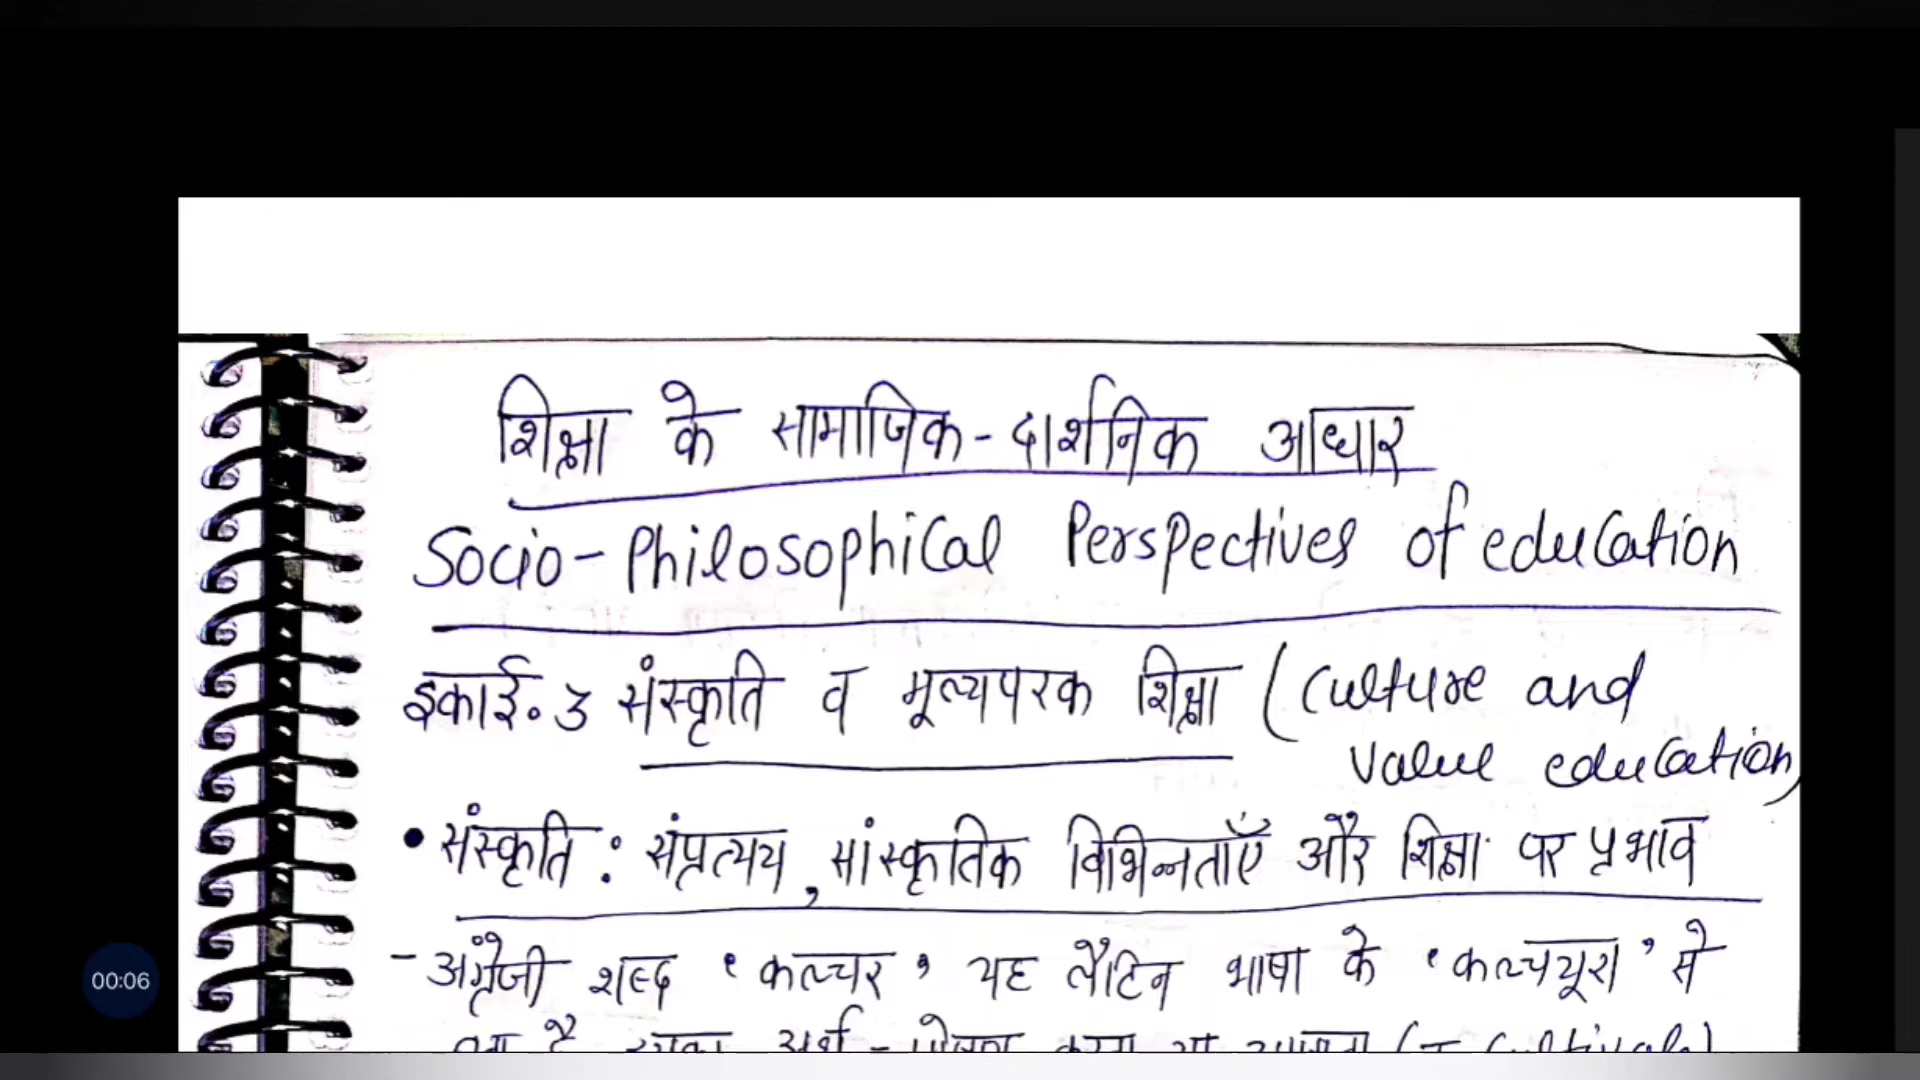 शिक्षा के सामाजिक - दार्शनिक आधार
Socio-Philosophical Perspectives of education
इकाई. 3 संस्कृति व मूल्यपरक शिक्षा ( Culture and
value education)
• संस्कृति : संप्रत्यय, सांस्कृतिक विभिन्नताएँ और शिक्षा पर प्रभाव
- अंग्रेजी शब्द ' कल्चर ' यह लैटिन भाषा के ' कल्चयूरा ' से
00:06